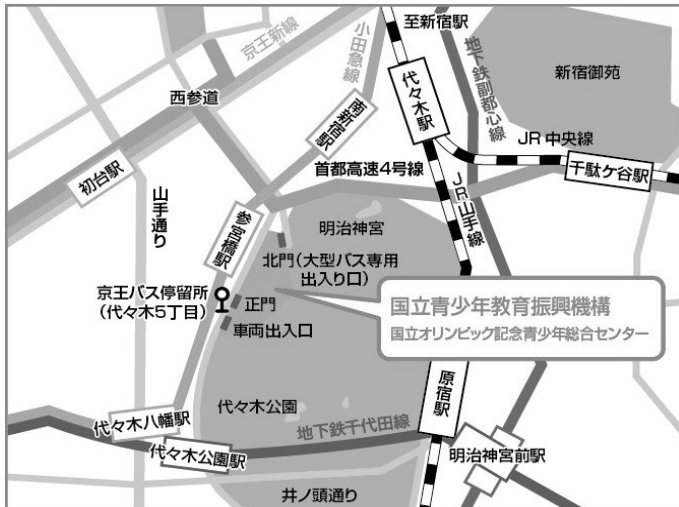 至新宿駅
京王新線
小田急線
地下鉄副都心線
新宿御苑
代々木駅
西参道
南新宿駅
JR中央線
初台駅
首都高速4号線
千駄ケ谷駅
山手通り
参宮橋駅
明治神宮
JR山手線
北門(大型バス専用
出入り口)
京王バス停留所
(代々木5丁目)
正門
車両出入口
国立青少年教育振興機構
国立オリンピック記念青少年総合センター
原宿駅
代々木公園
代々木八幡駅
地下鉄千代田線
代々木公園駅
明治神宮前駅
井ノ頭通り